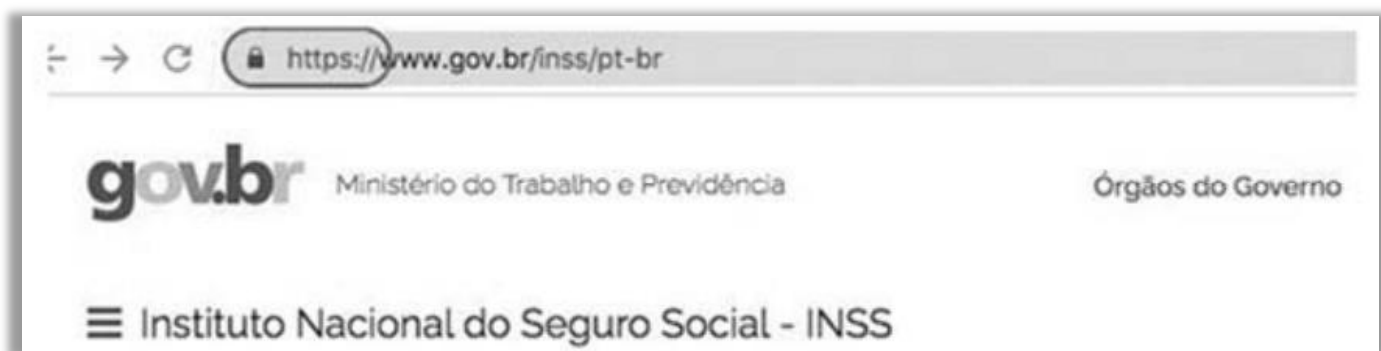 https://www.gov.br/inss/pt-br
gov.br Ministério do Trabalho e Previdência Órgãos do Governo
Instituto Nacional do Seguro Social - INSS